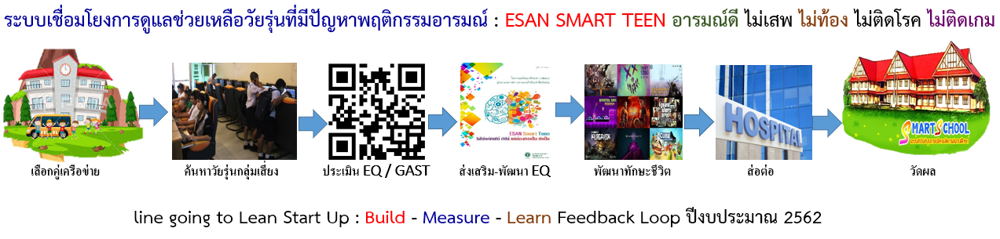 ระบบเชื่อมโยงการดูแลช่วยเหลือวัยรุ่นที่มีปัญหาพฤติกรรมอารมณ์ : ESAN SMART TEEN อารมณ์ดี ไม่เสพ ไม่ท้อง ไม่ติดโรค ไม่ติดเกม
ESAN Smart Teen
HOSPITAL
SMARTSCHOOL
เลือกคู่เครือข่าย
ค้นหาวัยรุ่นกลุ่มเสี่ยง
ประเมิน EQ / GAST
ส่งเสริม-พัฒนา EQ
พัฒนาทักษะชีวิต
ส่อต่อ
วัดผล
line going to Lean Start Up : Build - Measure - Learn Feedback Loop ปีงบประมาณ 2562